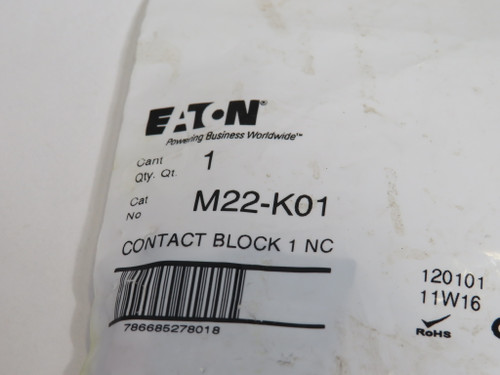 EATON®
Powering Business Worldwide™
Cant
Qty. Qt.
1
Cat
No
M22-K01
CONTACT BLOCK 1 NC
786685278018
120101
11W16
RoHS